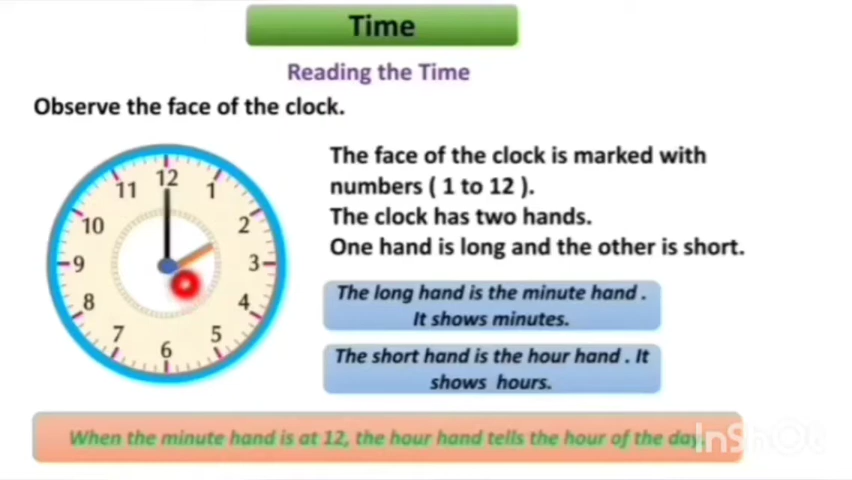 Time
Reading the Time
Observe the face of the clock.
The face of the clock is marked with
numbers ( 1 to 12 ).
The clock has two hands.
One hand is long and the other is short.
The long hand is the minute hand .
It shows minutes.
The short hand is the hour hand . It
shows hours.
12
1
2
3
4
5
6
7
8
9
10
11
When the minute hand is at 12, the hour hand tells the hour of the day.
InShOt